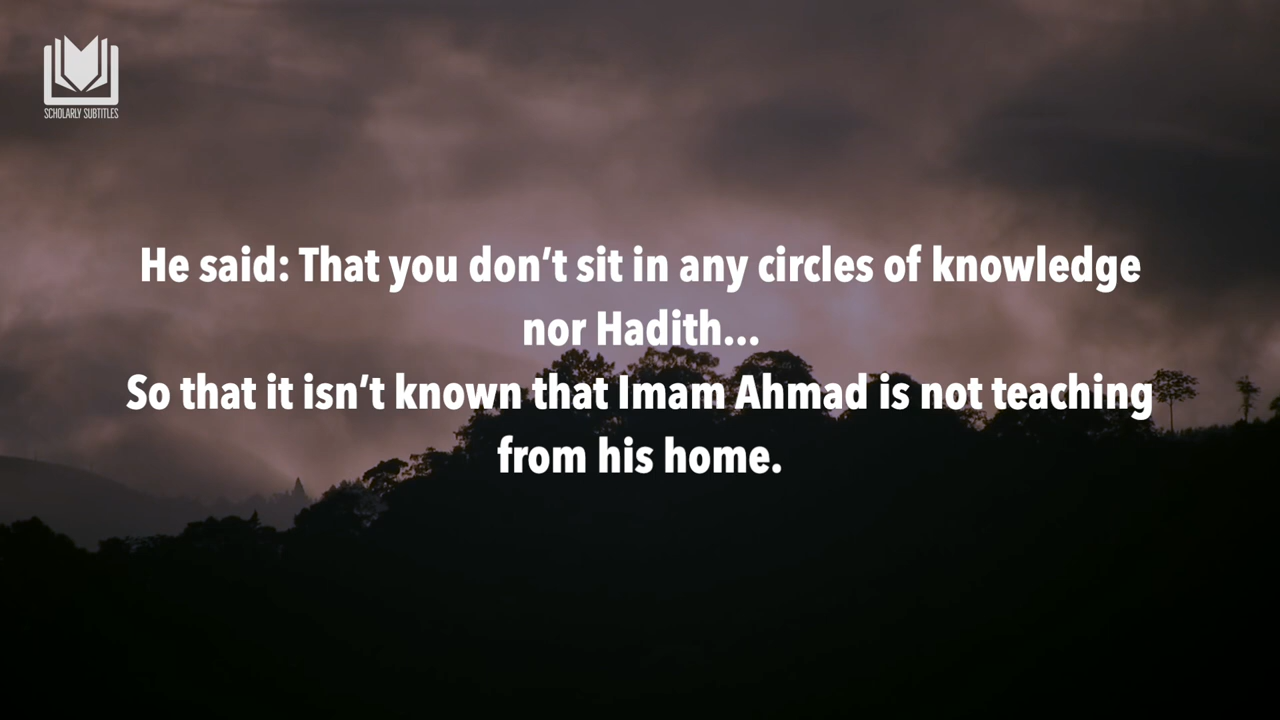 SCHOLARLY SUBTITLES
He said: That you don’t sit in any circles of knowledge
nor Hadith...
So that it isn’t known that Imam Ahmad is not teaching
from his home.